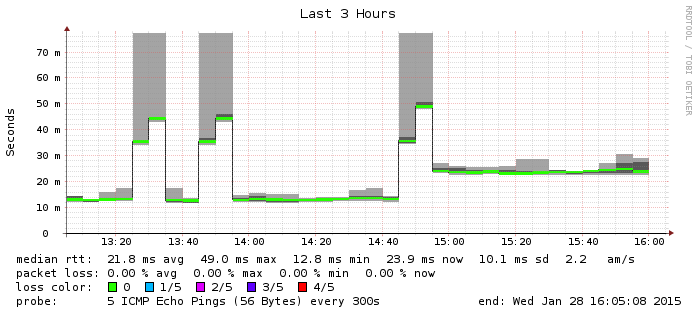 Last 3 Hours
RRDTOOL / TOBI OETIKER
Seconds
70 m
60 m
50 m
40 m
30 m
20 m
10 m
0
13:20 13:40 14:00 14:20 14:40 15:00 15:20 15:40 16:00
median rtt: 21.8 ms avg 49.0 ms max 12.8 ms min 23.9 ms now 10.1 ms sd 2.2 am/s
packet loss: 0.00 % avg 0.00 % max 0.00 % min 0.00 % now
loss color: 0 1/5 2/5 3/5 4/5
probe: 5 ICMP Echo Pings (56 Bytes) every 300s end: Wed Jan 28 16:05:08 2015